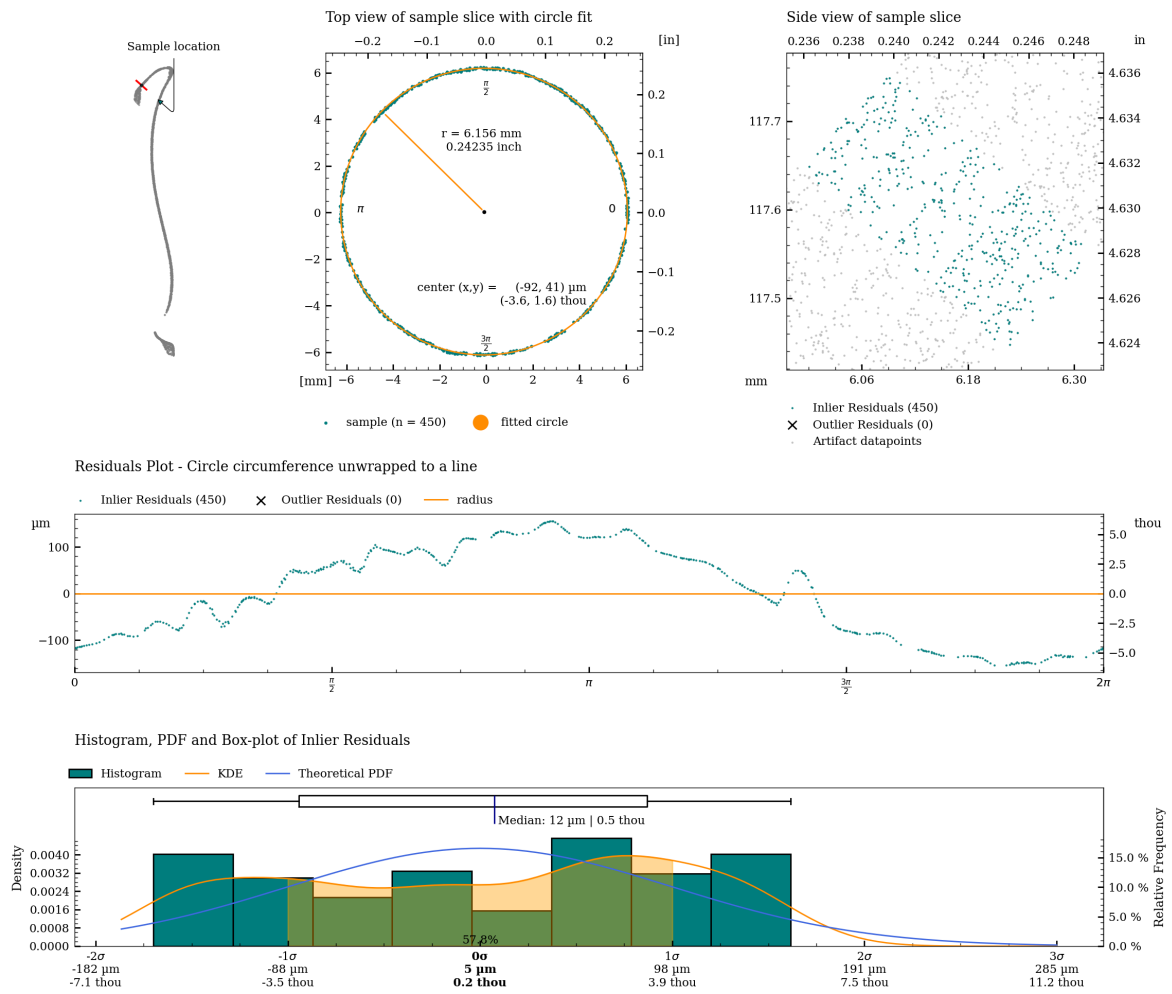 Sample location
Top view of sample slice with circle fit
−0.2 −0.1 0.0 0.1 0.2 [in]
6
4
2
0
−2
−4
−6
π/2
π
0
3π/2
r = 6.156 mm
0.24235 inch
center (x,y) = (-92, 41) µm
(-3.6, 1.6) thou
0.2
0.1
0.0
−0.1
−0.2
[mm] −6 −4 −2 0 2 4 6
sample (n = 450) fitted circle
Side view of sample slice
0.236 0.238 0.240 0.242 0.244 0.246 0.248 in
117.7
117.6
117.5
4.636
4.634
4.632
4.630
4.628
4.626
4.624
mm 6.06 6.18 6.30
Inlier Residuals (450)
Outlier Residuals (0)
Artifact datapoints
Residuals Plot - Circle circumference unwrapped to a line
Inlier Residuals (450) Outlier Residuals (0) radius
µm
100
0
−100
thou
5.0
2.5
0.0
−2.5
−5.0
0 π/2 π 3π/2 2π
Histogram, PDF and Box-plot of Inlier Residuals
Histogram KDE Theoretical PDF
Median: 12 µm | 0.5 thou
Density
0.0040
0.0032
0.0024
0.0016
0.0008
0.0000
57.8%
Relative Frequency
15.0 %
10.0 %
5.0 %
0.0 %
-2σ -1σ 0σ 1σ 2σ 3σ
-182 µm -88 µm 5 µm 98 µm 191 µm 285 µm
-7.1 thou -3.5 thou 0.2 thou 3.9 thou 7.5 thou 11.2 thou